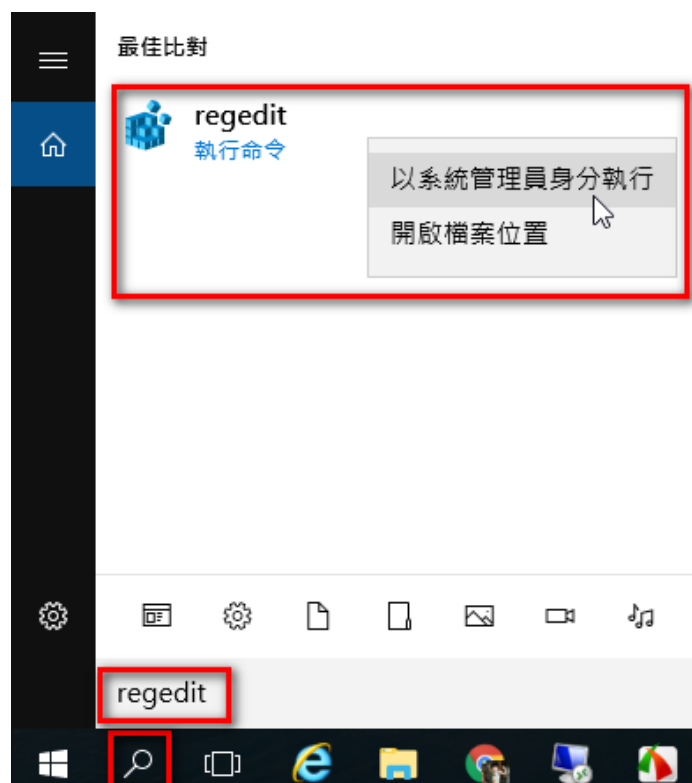 最佳比對
regedit
執行命令
以系統管理員身分執行
開啟檔案位置
regedit